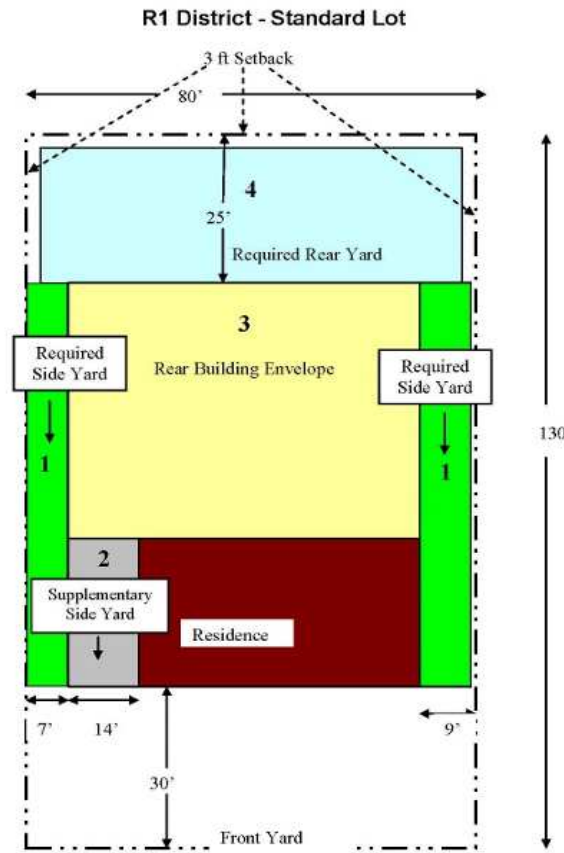 R1 District - Standard Lot
3 ft Setback
80’
4
25’
Required Rear Yard
3
Required
Side Yard
Rear Building Envelope
Required
Side Yard
130
1
1
2
Supplementary
Side Yard
Residence
7’
14’
9’
30’
Front Yard